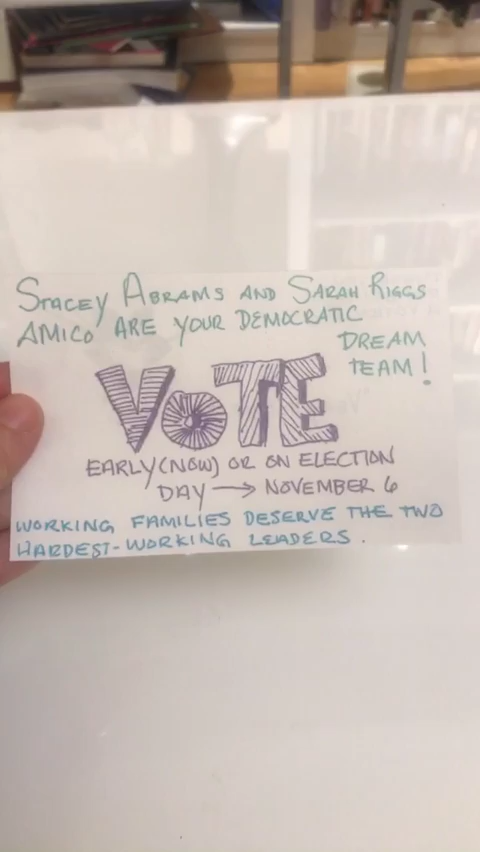 STACEY ABRAMS AND SARAH RIGGS
AMICO ARE YOUR DEMOCRATIC
DREAM
TEAM!
VOTE
EARLY (NOW) OR ON ELECTION
DAY → NOVEMBER 6
WORKING FAMILIES DESERVE THE TWO
HARDEST-WORKING LEADERS.